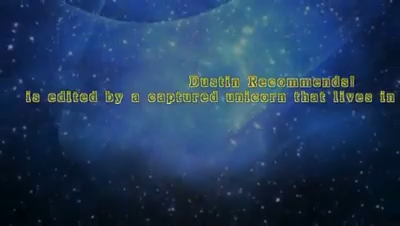 Dustin Recommends!
is edited by a captured unicorn that lives in